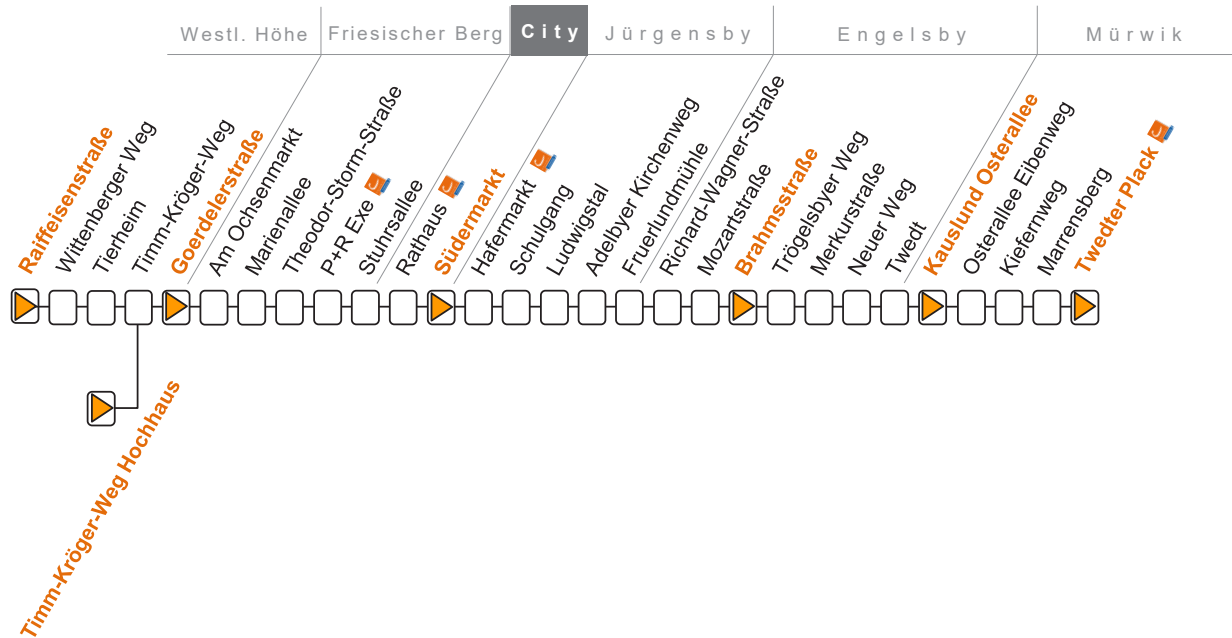 Westl. Höhe
Friesischer Berg
City
Jürgensby
Engelsby
Mürwik
Raiffeisenstraße
Wittenberger Weg
Tierheim
Timm-Kröger-Weg
Goerdelerstraße
Am Ochsenmarkt
Marienallee
Theodor-Storm-Straße
P+R Exe
Stuhrsallee
Rathaus
Südermarkt
Hafermarkt
Schulgang
Ludwigstal
Adelbyer Kirchenweg
Fruerlundmühle
Richard-Wagner-Straße
Mozartstraße
Brahmsstraße
Trögelsbyer Weg
Merkurstraße
Neuer Weg
Twedt
Kauslund Osterallee
Osterallee Eibenweg
Kiefernweg
Marrensberg
Twedter Plack
Timm-Kröger-Weg Hochhaus